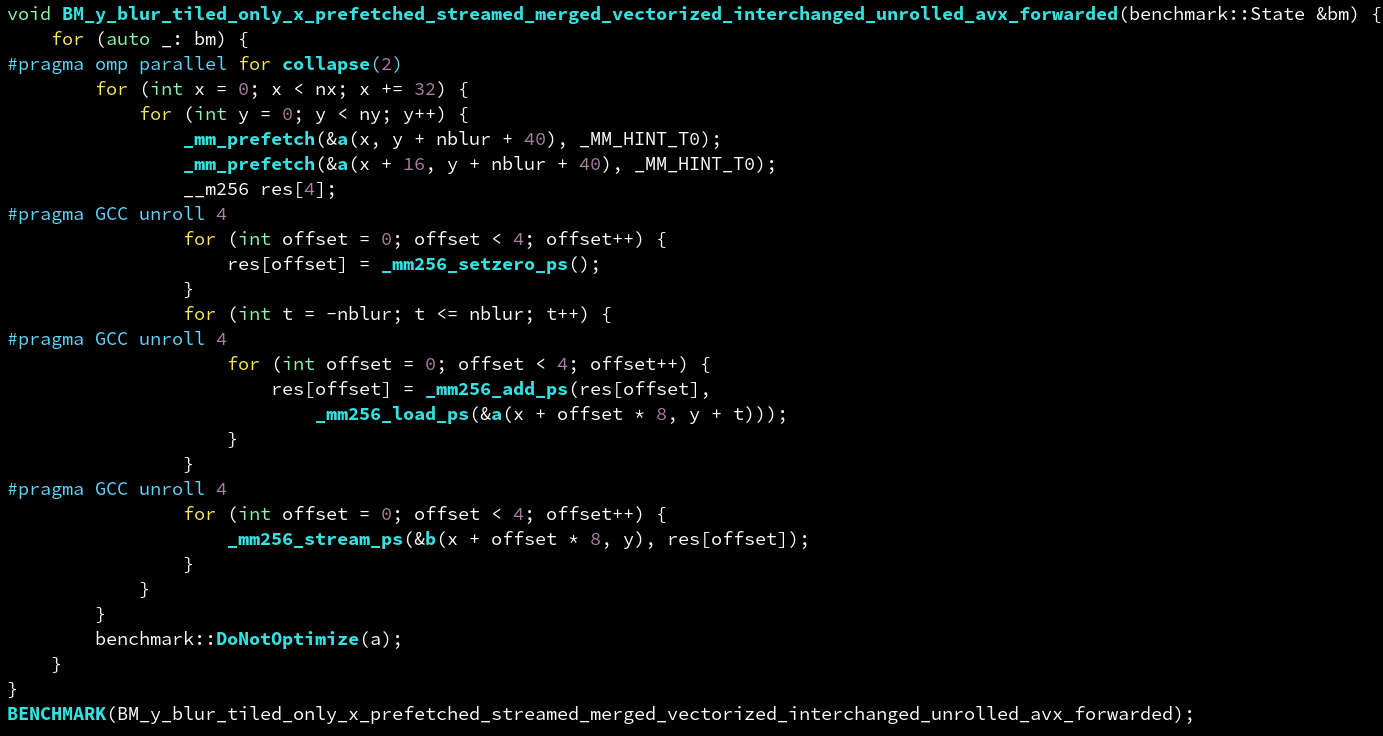 void BM_y_blur_tiled_only_x_prefetched_streamed_merged_vectorized_interchanged_unrolled_avx_forwarded(benchmark::State &bm) {
    for (auto _: bm) {
#pragma omp parallel for collapse(2)
        for (int x = 0; x < nx; x += 32) {
            for (int y = 0; y < ny; y++) {
                _mm_prefetch(&a(x, y + nblur + 40), _MM_HINT_T0);
                _mm_prefetch(&a(x + 16, y + nblur + 40), _MM_HINT_T0);
                __m256 res[4];
#pragma GCC unroll 4
                for (int offset = 0; offset < 4; offset++) {
                    res[offset] = _mm256_setzero_ps();
                }
                for (int t = -nblur; t <= nblur; t++) {
#pragma GCC unroll 4
                    for (int offset = 0; offset < 4; offset++) {
                        res[offset] = _mm256_add_ps(res[offset],
                            _mm256_load_ps(&a(x + offset * 8, y + t)));
                    }
                }
#pragma GCC unroll 4
                for (int offset = 0; offset < 4; offset++) {
                    _mm256_stream_ps(&b(x + offset * 8, y), res[offset]);
                }
            }
        }
        benchmark::DoNotOptimize(a);
    }
}
BENCHMARK(BM_y_blur_tiled_only_x_prefetched_streamed_merged_vectorized_interchanged_unrolled_avx_forwarded);